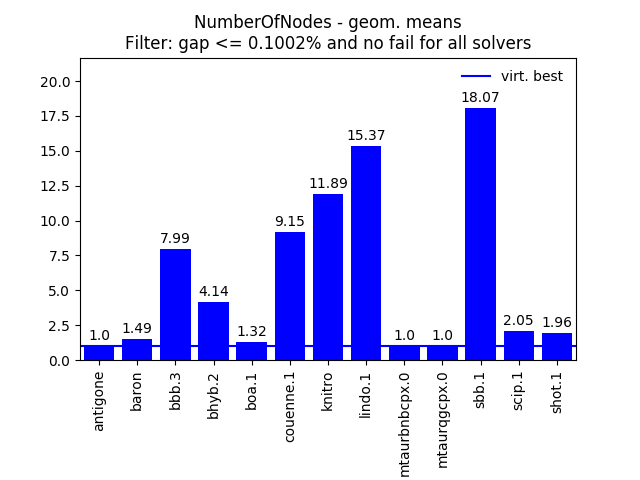 NumberOfNodes - geom. means
Filter: gap <= 0.1002% and no fail for all solvers
virt. best
20.0
17.5
15.0
12.5
10.0
7.5
5.0
2.5
0.0
1.0
1.49
7.99
4.14
1.32
9.15
11.89
15.37
1.0
1.0
18.07
2.05
1.96
antigone
baron
bbb.3
bhyb.2
boa.1
couenne.1
knitro
lindo.1
mtaurbnbcpx.0
mtaurqgcpx.0
sbb.1
scip.1
shot.1